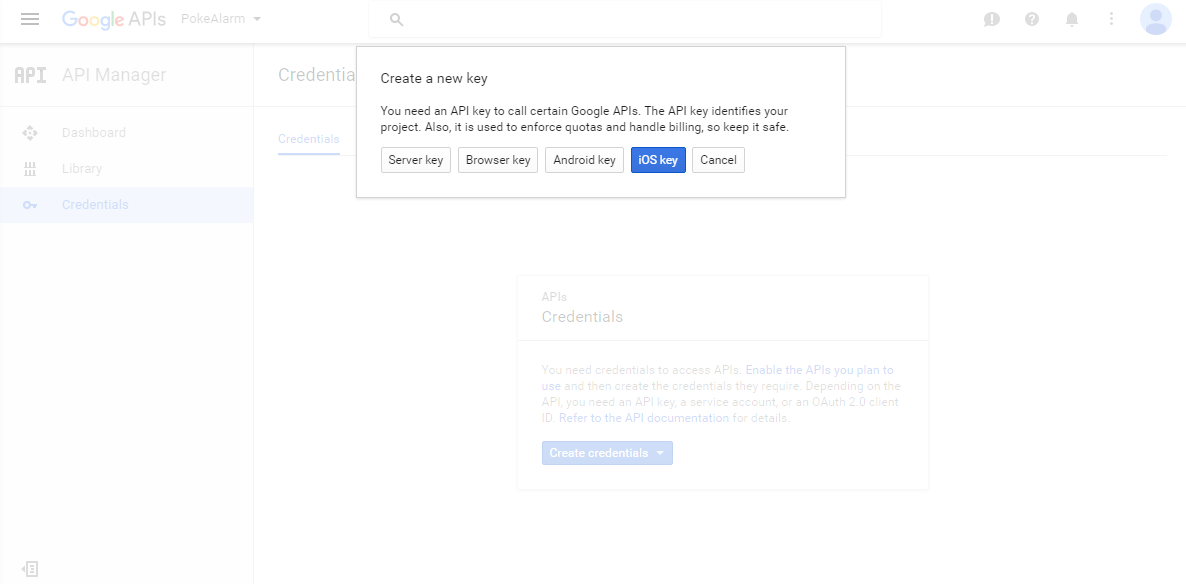 Google APIs PokeAlarm
API API Manager
Credentia
Dashboard
Library
Credentials
Credentials
Create a new key
You need an API key to call certain Google APIs. The API key identifies your
project. Also, it is used to enforce quotas and handle billing, so keep it safe.
Server key Browser key Android key iOS key Cancel
APIs
Credentials
You need credentials to access APIs. Enable the APIs you plan to
use and then create the credentials they require. Depending on the
API, you need an API key, a service account, or an OAuth 2.0 client
ID. Refer to the API documentation for details.
Create credentials